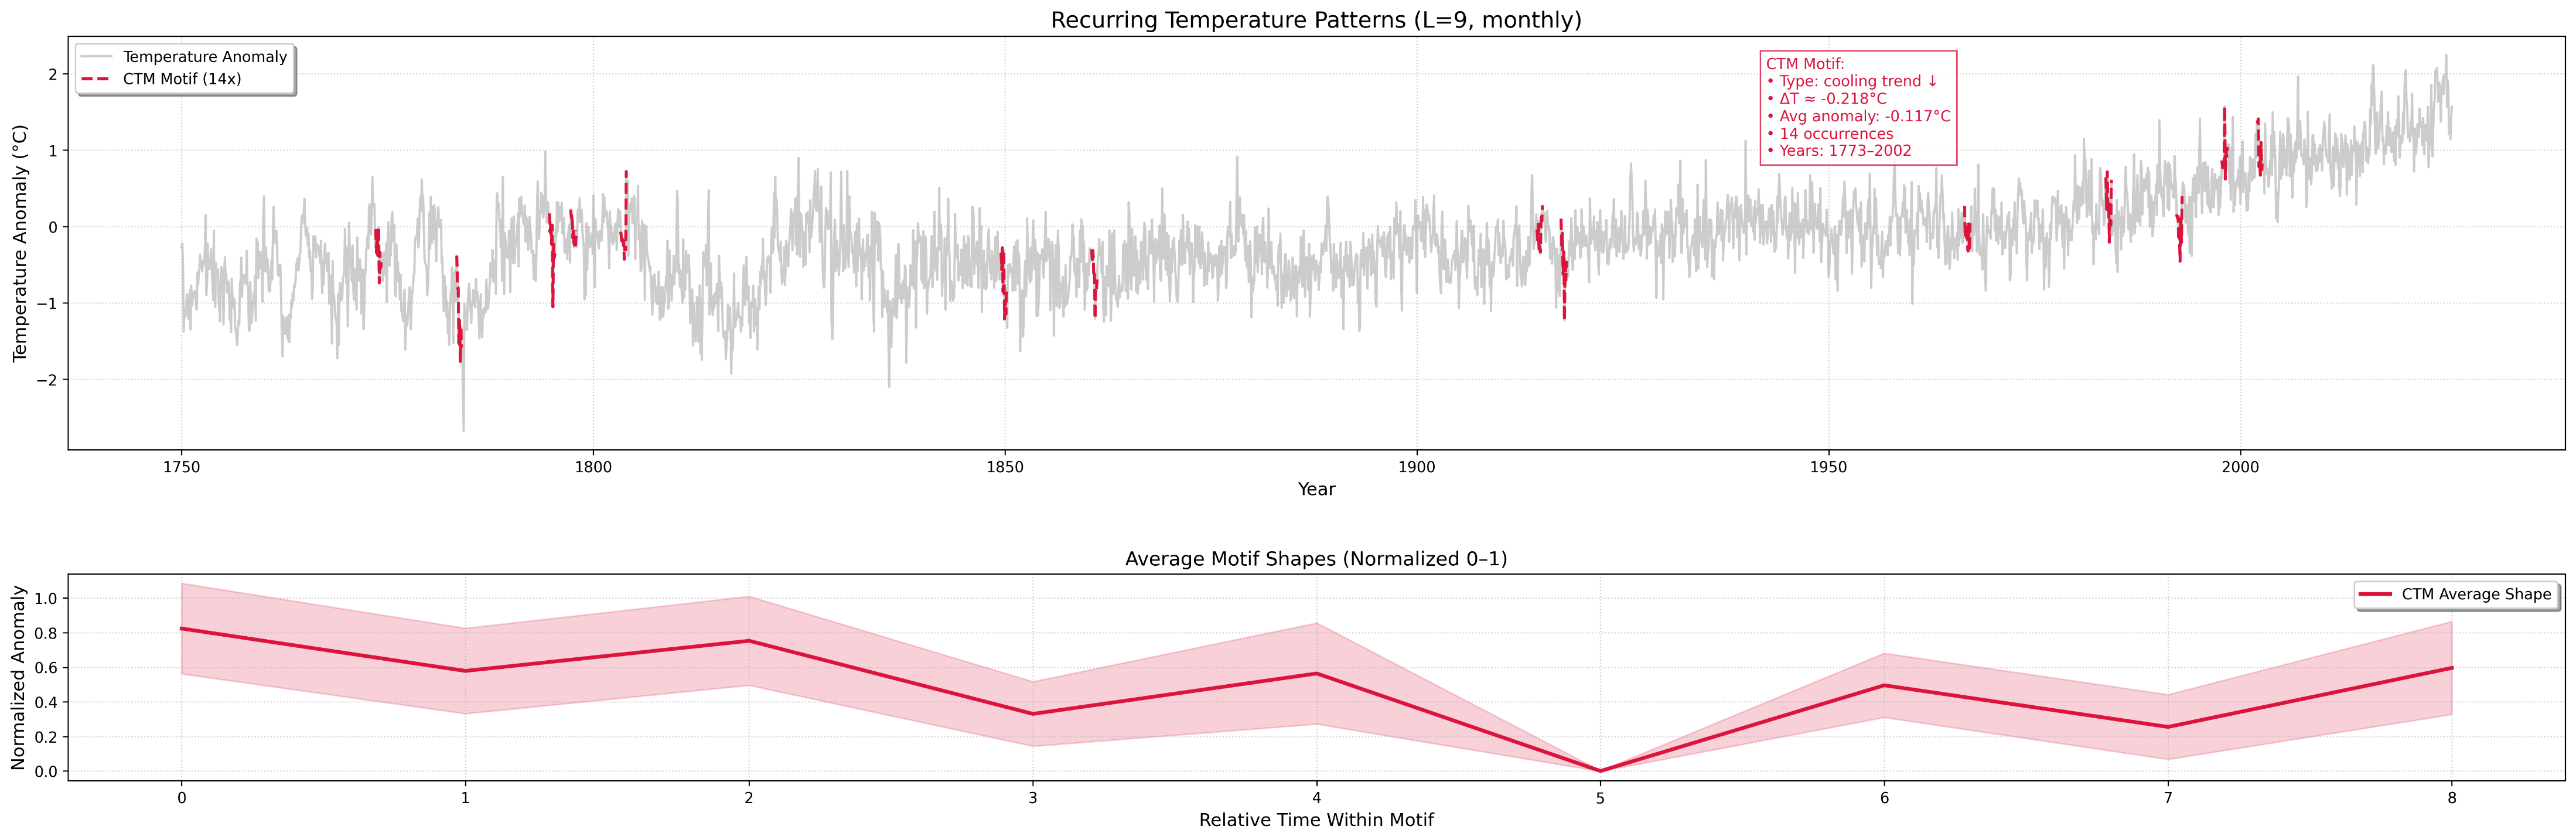 Recurring Temperature Patterns (L=9, monthly)
Temperature Anomaly
CTM Motif (14x)
CTM Motif:
• Type: cooling trend ↓
• ΔT ≈ -0.218°C
• Avg anomaly: -0.117°C
• 14 occurrences
• Years: 1773–2002
Temperature Anomaly (°C)
2
1
0
−1
−2
1750 1800 1850 1900 1950 2000
Year
Average Motif Shapes (Normalized 0–1)
CTM Average Shape
Normalized Anomaly
1.0
0.8
0.6
0.4
0.2
0.0
0 1 2 3 4 5 6 7 8
Relative Time Within Motif